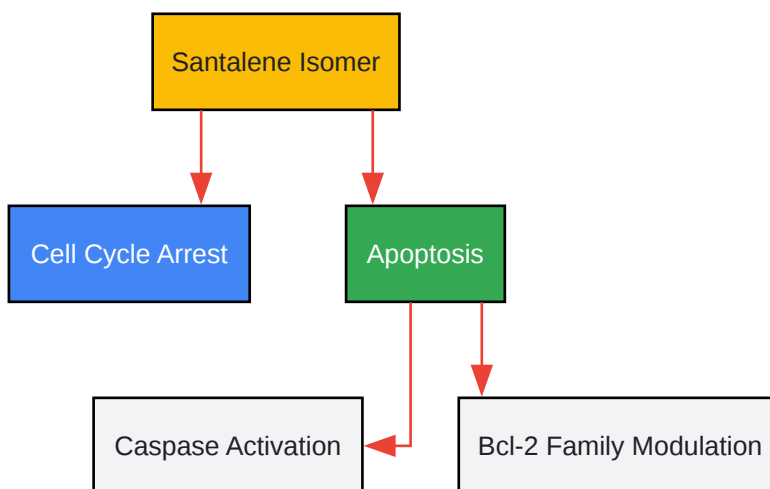 Santalene Isomer
Cell Cycle Arrest
Apoptosis
Caspase Activation
Bcl-2 Family Modulation